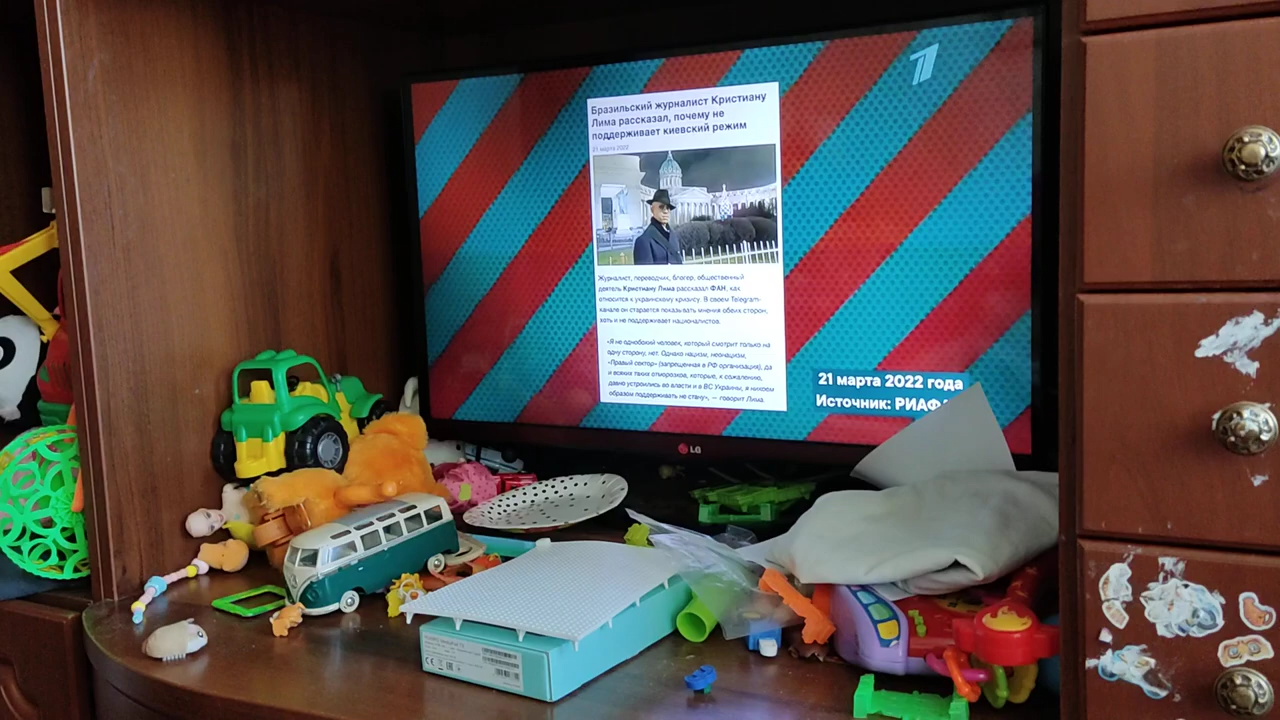 1
Бразильский журналист Кристиану
Лима рассказал, почему не
поддерживает киевский режим
21 марта 2022
Журналист, переводчик, блогер, общественный
деятель Кристиану Лима рассказал ФАН, как
относится к украинскому кризису. В своем Telegram-
канале он старается показывать мнения обеих сторон,
хоть и не поддерживает националистов.
«Я не однобокий человек, который смотрит только на
одну сторону, нет. Однако нацизм, неонацизм,
«Правый сектор» (запрещенная в РФ организация), да
и всяких таких отморозков, которые, к сожалению,
давно устроились во власти и в ВС Украины, я никоем
образом поддерживать не стану», — говорит Лима.
21 марта 2022 года
Источник: РИАФА
LG